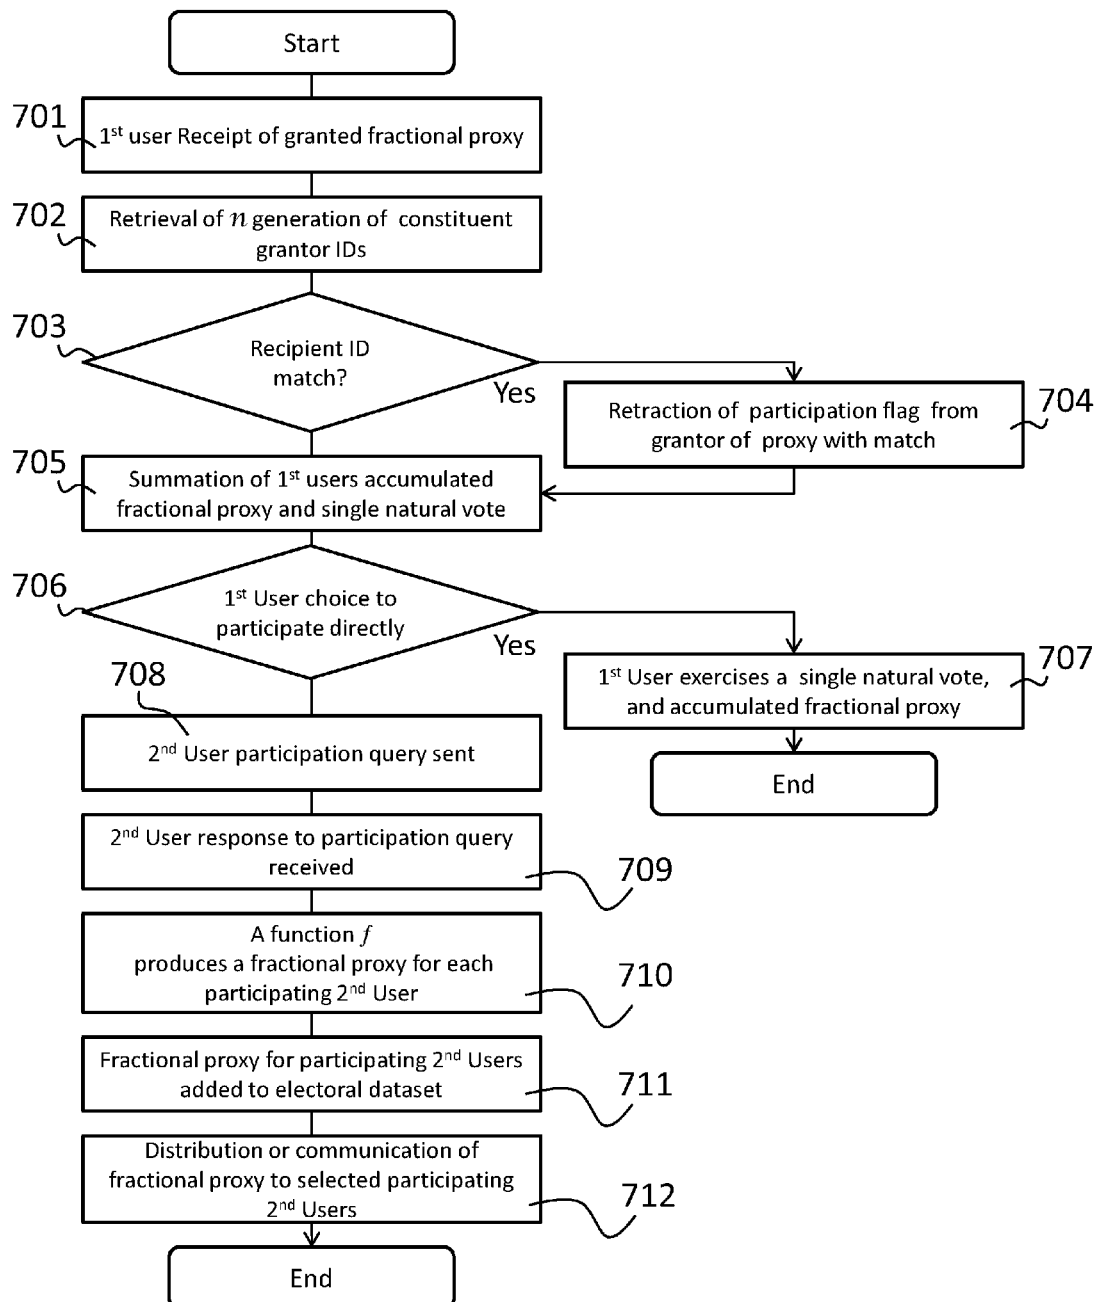 Start
701
1st user Receipt of granted fractional proxy
702
Retrieval of n generation of constituent
grantor IDs
703
Recipient ID
match?
Yes
Retraction of participation flag from
grantor of proxy with match
704
705
Summation of 1st users accumulated
fractional proxy and single natural vote
706
1st User choice to
participate directly
Yes
1st User exercises a single natural vote,
and accumulated fractional proxy
707
End
708
2nd User participation query sent
2nd User response to participation query
received
709
A function f
produces a fractional proxy for each
participating 2nd User
710
Fractional proxy for participating 2nd Users
added to electoral dataset
711
Distribution or communication of
fractional proxy to selected participating
2nd Users
712
End